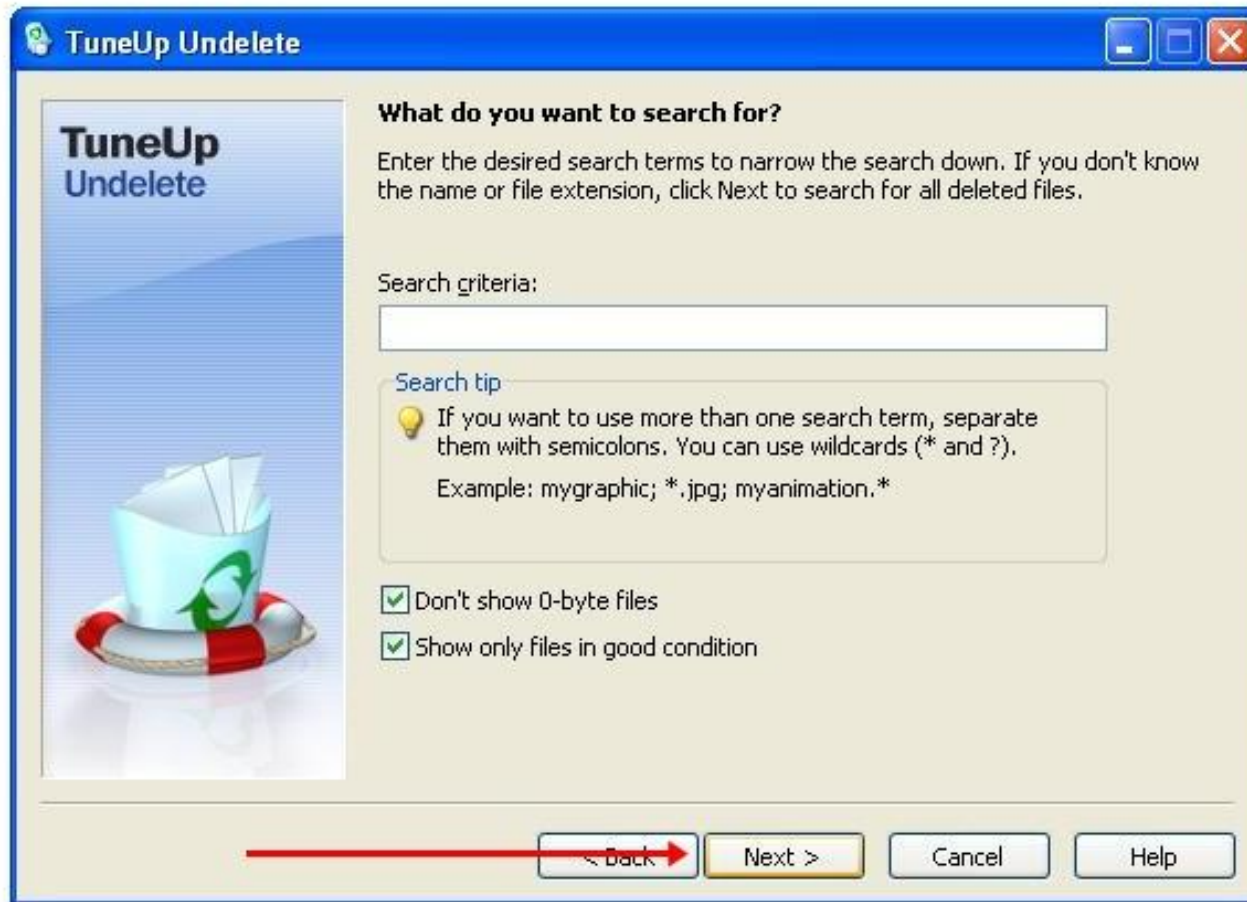 TuneUp Undelete
TuneUp
Undelete
What do you want to search for?
Enter the desired search terms to narrow the search down. If you don't know
the name or file extension, click Next to search for all deleted files.
Search criteria:
Search tip
If you want to use more than one search term, separate
them with semicolons. You can use wildcards (* and ?).
Example: mygraphic; *.jpg; myanimation.*
Don't show 0-byte files
Show only files in good condition
< Back
Next >
Cancel
Help